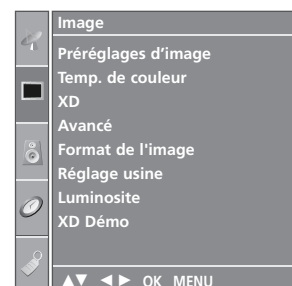 Image
Préréglages d’image
Temp. de couleur
XD
Avancé
Format de l'image
Réglage usine
Luminosite
XD Démo
▲▼ ◄► OK MENU